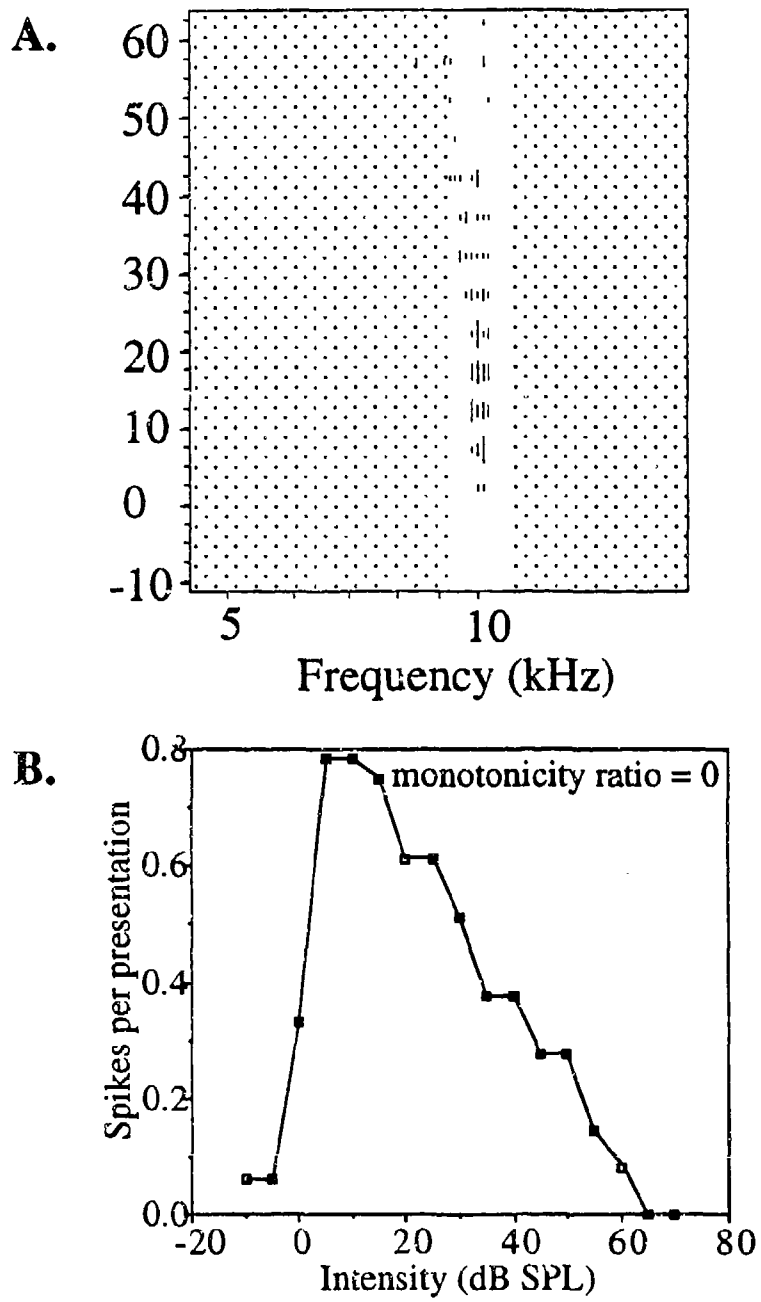 A.
60
50
40
30
20
10
0
-10
5 10
Frequency (kHz)
B.
monotonicity ratio = 0
Spikes per presentation
0.8
0.6
0.4
0.2
0.0
-20 0 20 40 60 80
Intensity (dB SPL)